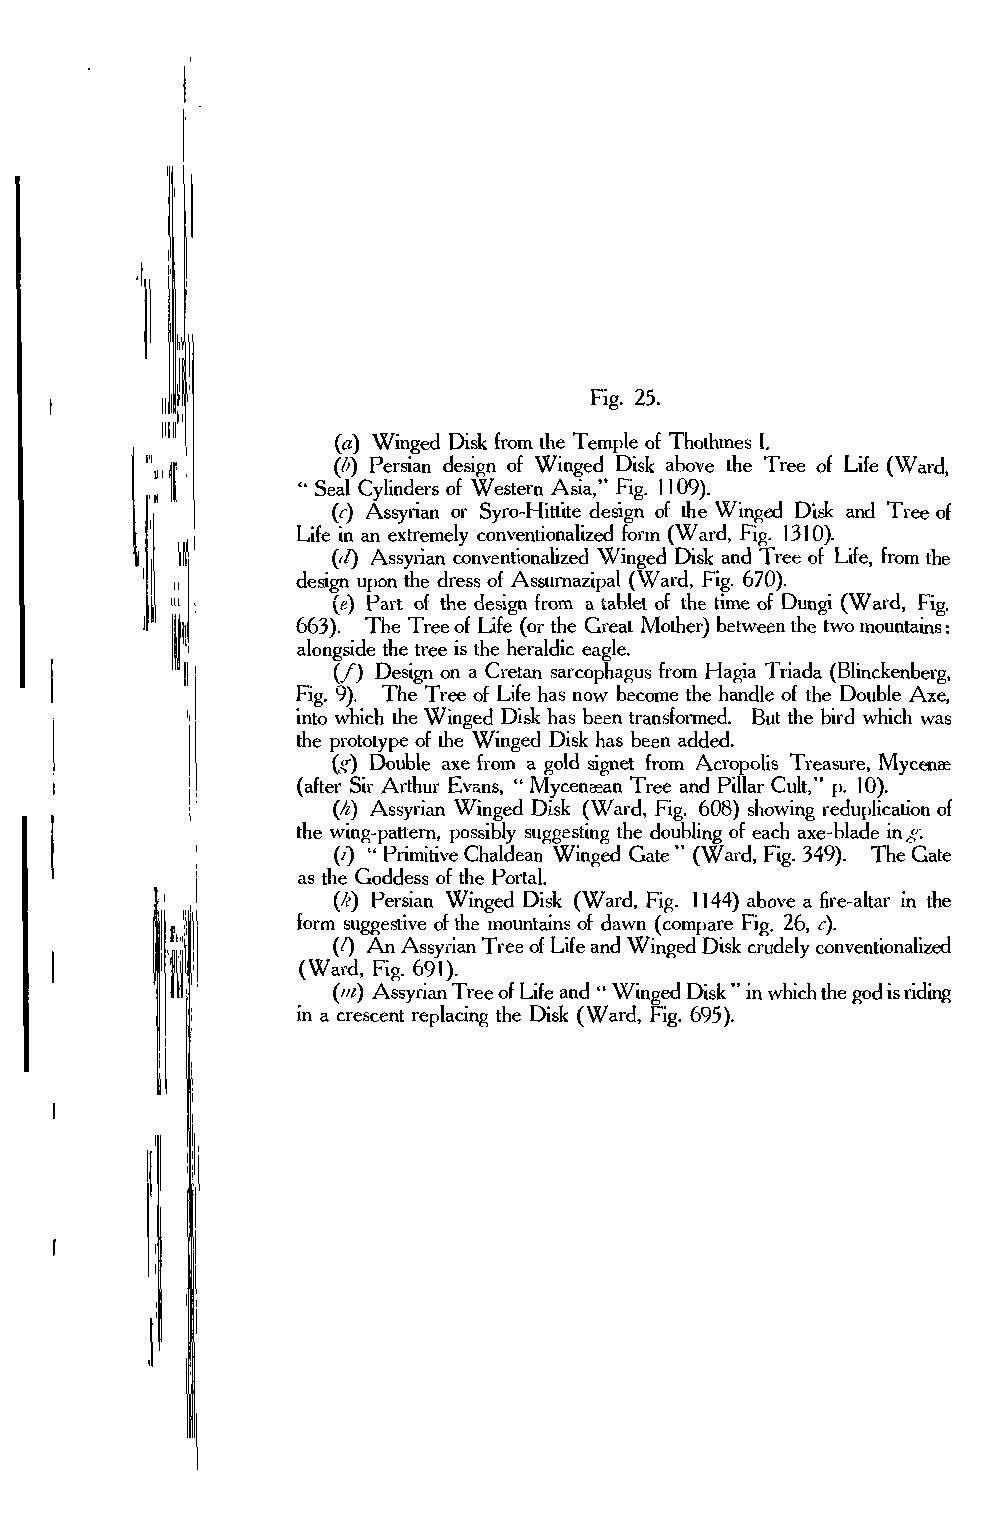 Fig. 25.
(a) Winged Disk from the Temple of Thothmes I.
(b) Persian design of Winged Disk above the Tree of Life (Ward,
“ Seal Cylinders of Western Asia,” Fig. 1109).
(c) Assyrian or Syro-Hittite design of the Winged Disk and Tree of
Life in an extremely conventionalized form (Ward, Fig. 1310).
(d) Assyrian conventionalized Winged Disk and Tree of Life, from the
design upon the dress of Assurnazipal (Ward, Fig. 670).
(e) Part of the design from a tablet of the time of Dungi (Ward, Fig.
663). The Tree of Life (or the Great Mother) between the two mountains:
alongside the tree is the heraldic eagle.
(f) Design on a Cretan sarcophagus from Hagia Triada (Blinckenberg,
Fig. 9). The Tree of Life has now become the handle of the Double Axe,
into which the Winged Disk has been transformed. But the bird which was
the prototype of the Winged Disk has been added.
(g) Double axe from a gold signet from Acropolis Treasure, Mycenæ
(after Sir Arthur Evans, “ Mycenæan Tree and Pillar Cult,” p. 10).
(h) Assyrian Winged Disk (Ward, Fig. 608) showing reduplication of
the wing-pattern, possibly suggesting the doubling of each axe-blade in g.
(i) “ Primitive Chaldean Winged Gate ” (Ward, Fig. 349). The Gate
as the Goddess of the Portal.
(k) Persian Winged Disk (Ward, Fig. 1144) above a fire-altar in the
form suggestive of the mountains of dawn (compare Fig. 26, c).
(l) An Assyrian Tree of Life and Winged Disk crudely conventionalized
(Ward, Fig. 691).
(m) Assyrian Tree of Life and “ Winged Disk ” in which the god is riding
in a crescent replacing the Disk (Ward, Fig. 695).